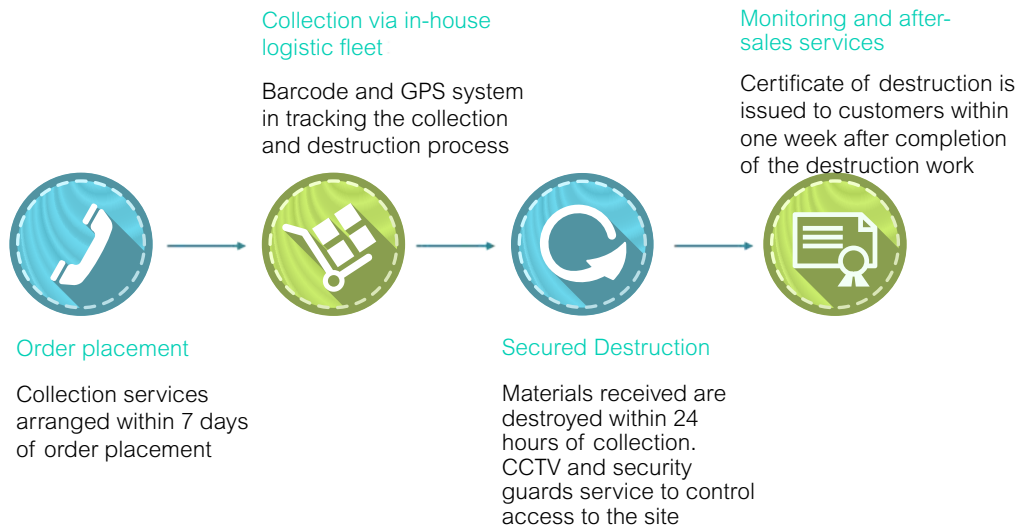 Collection via in-house
logistic fleet
Barcode and GPS system
in tracking the collection
and destruction process
Monitoring and after-
sales services
Certificate of destruction is
issued to customers within
one week after completion
of the destruction work
Order placement
Collection services
arranged within 7 days
of order placement
Secured Destruction
Materials received are
destroyed within 24
hours of collection.
CCTV and security
guards service to control
access to the site